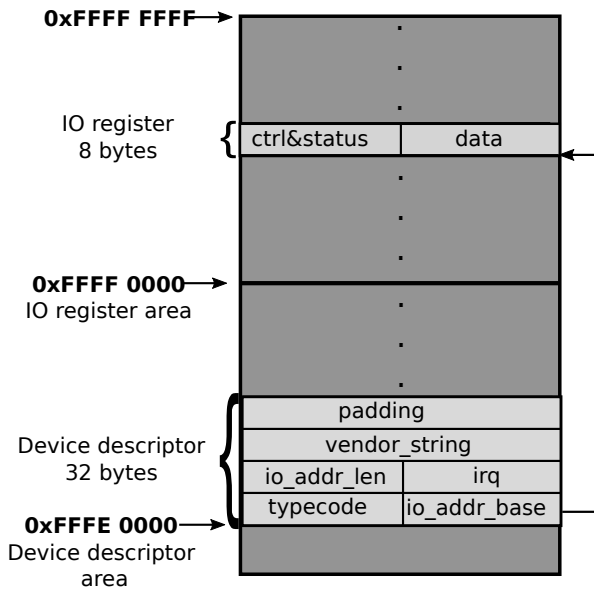 0xFFFF FFFF
IO register
8 bytes
ctrl&status
data
0xFFFF 0000
IO register area
padding
vendor_string
Device descriptor
32 bytes
io_addr_len
irq
typecode
io_addr_base
0xFFFE 0000
Device descriptor
area